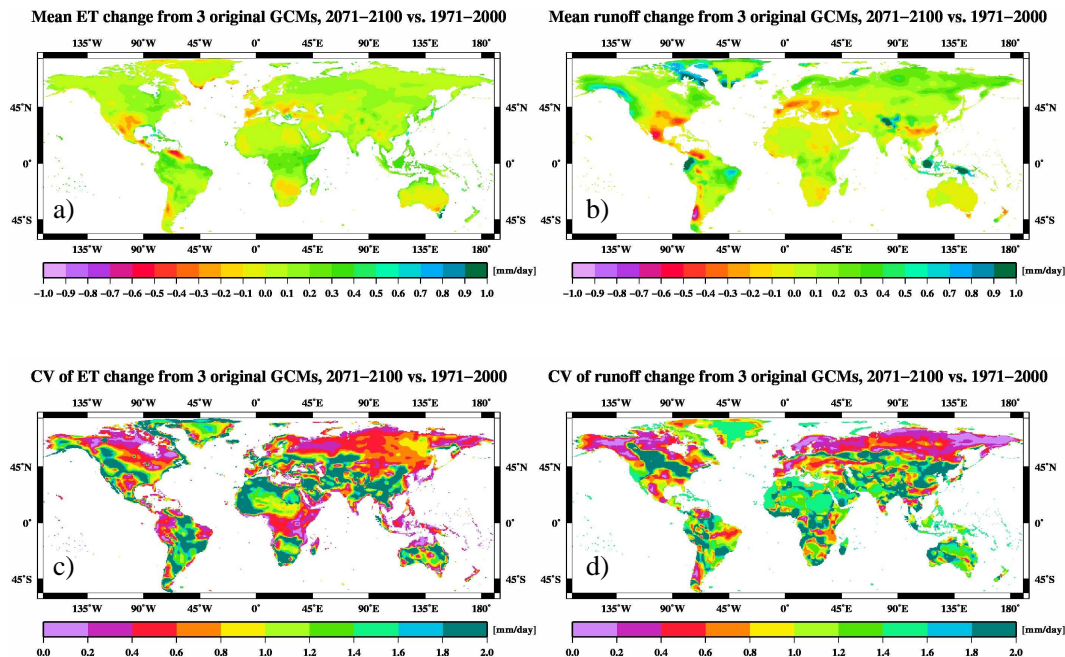 Mean ET change from 3 original GCMs, 2071−2100 vs. 1971−2000
135˚W 90˚W 45˚W 0˚ 45˚E 90˚E 135˚E 180˚
45˚N
0˚
45˚S
a)
135˚W 90˚W 45˚W 0˚ 45˚E 90˚E 135˚E 180˚
[mm/day]
−1.0 −0.9 −0.8 −0.7 −0.6 −0.5 −0.4 −0.3 −0.2 −0.1 0.0 0.1 0.2 0.3 0.4 0.5 0.6 0.7 0.8 0.9 1.0
Mean runoff change from 3 original GCMs, 2071−2100 vs. 1971−2000
135˚W 90˚W 45˚W 0˚ 45˚E 90˚E 135˚E 180˚
45˚N
0˚
45˚S
b)
135˚W 90˚W 45˚W 0˚ 45˚E 90˚E 135˚E 180˚
[mm/day]
−1.0 −0.9 −0.8 −0.7 −0.6 −0.5 −0.4 −0.3 −0.2 −0.1 0.0 0.1 0.2 0.3 0.4 0.5 0.6 0.7 0.8 0.9 1.0
CV of ET change from 3 original GCMs, 2071−2100 vs. 1971−2000
135˚W 90˚W 45˚W 0˚ 45˚E 90˚E 135˚E 180˚
45˚N
0˚
45˚S
c)
135˚W 90˚W 45˚W 0˚ 45˚E 90˚E 135˚E 180˚
[mm/day]
0.0 0.2 0.4 0.6 0.8 1.0 1.2 1.4 1.6 1.8 2.0
CV of runoff change from 3 original GCMs, 2071−2100 vs. 1971−2000
135˚W 90˚W 45˚W 0˚ 45˚E 90˚E 135˚E 180˚
45˚N
0˚
45˚S
d)
135˚W 90˚W 45˚W 0˚ 45˚E 90˚E 135˚E 180˚
[mm/day]
0.0 0.2 0.4 0.6 0.8 1.0 1.2 1.4 1.6 1.8 2.0